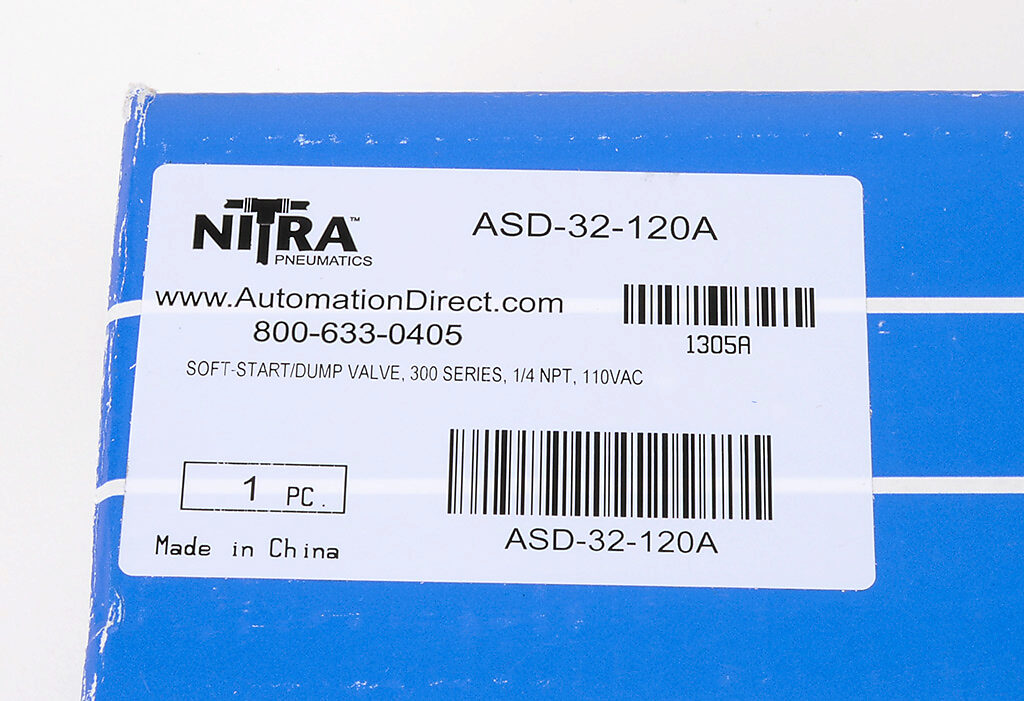 NITRA™
PNEUMATICS
ASD-32-120A
www.AutomationDirect.com
800-633-0405
1305A
SOFT-START/DUMP VALVE, 300 SERIES, 1/4 NPT, 110VAC
1 PC.
ASD-32-120A
Made in China